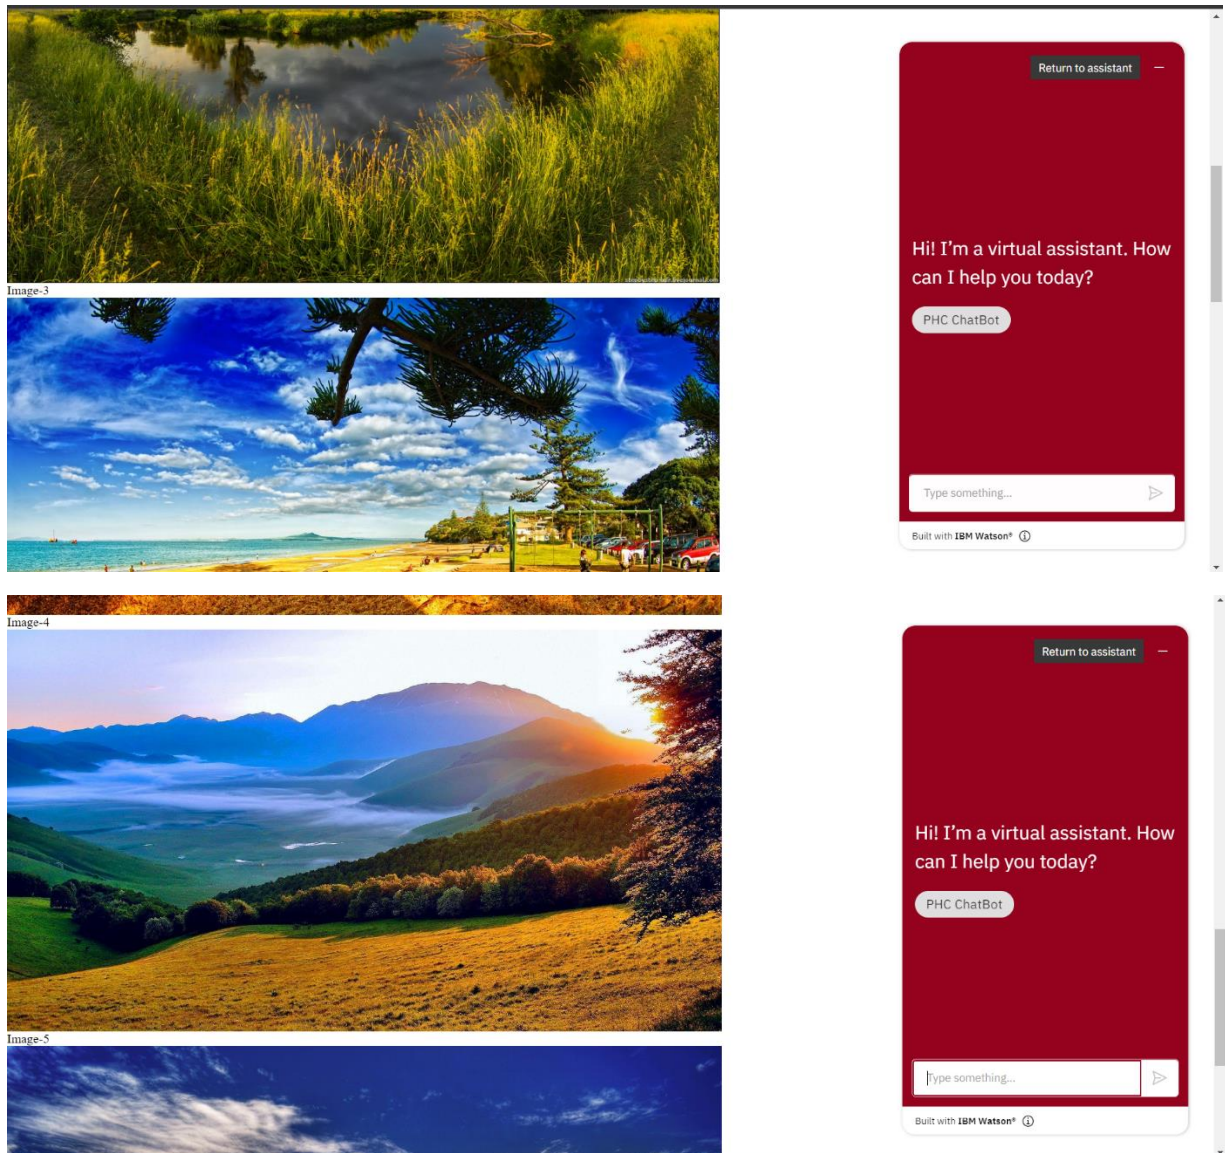 Return to assistant
Image-3
Hi! I'm a virtual assistant. How
can I help you today?
PHC ChatBot
Type something...
Built with IBM Watson®
Image-4
Return to assistant
Hi! I'm a virtual assistant. How
can I help you today?
PHC ChatBot
Image-5
Type something...
Built with IBM Watson®